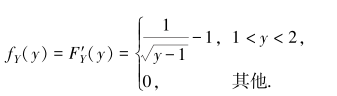 f_Y(y) = F'_Y(y) = { 1/√(y−1) −1, 1 < y < 2,
0, 其他.